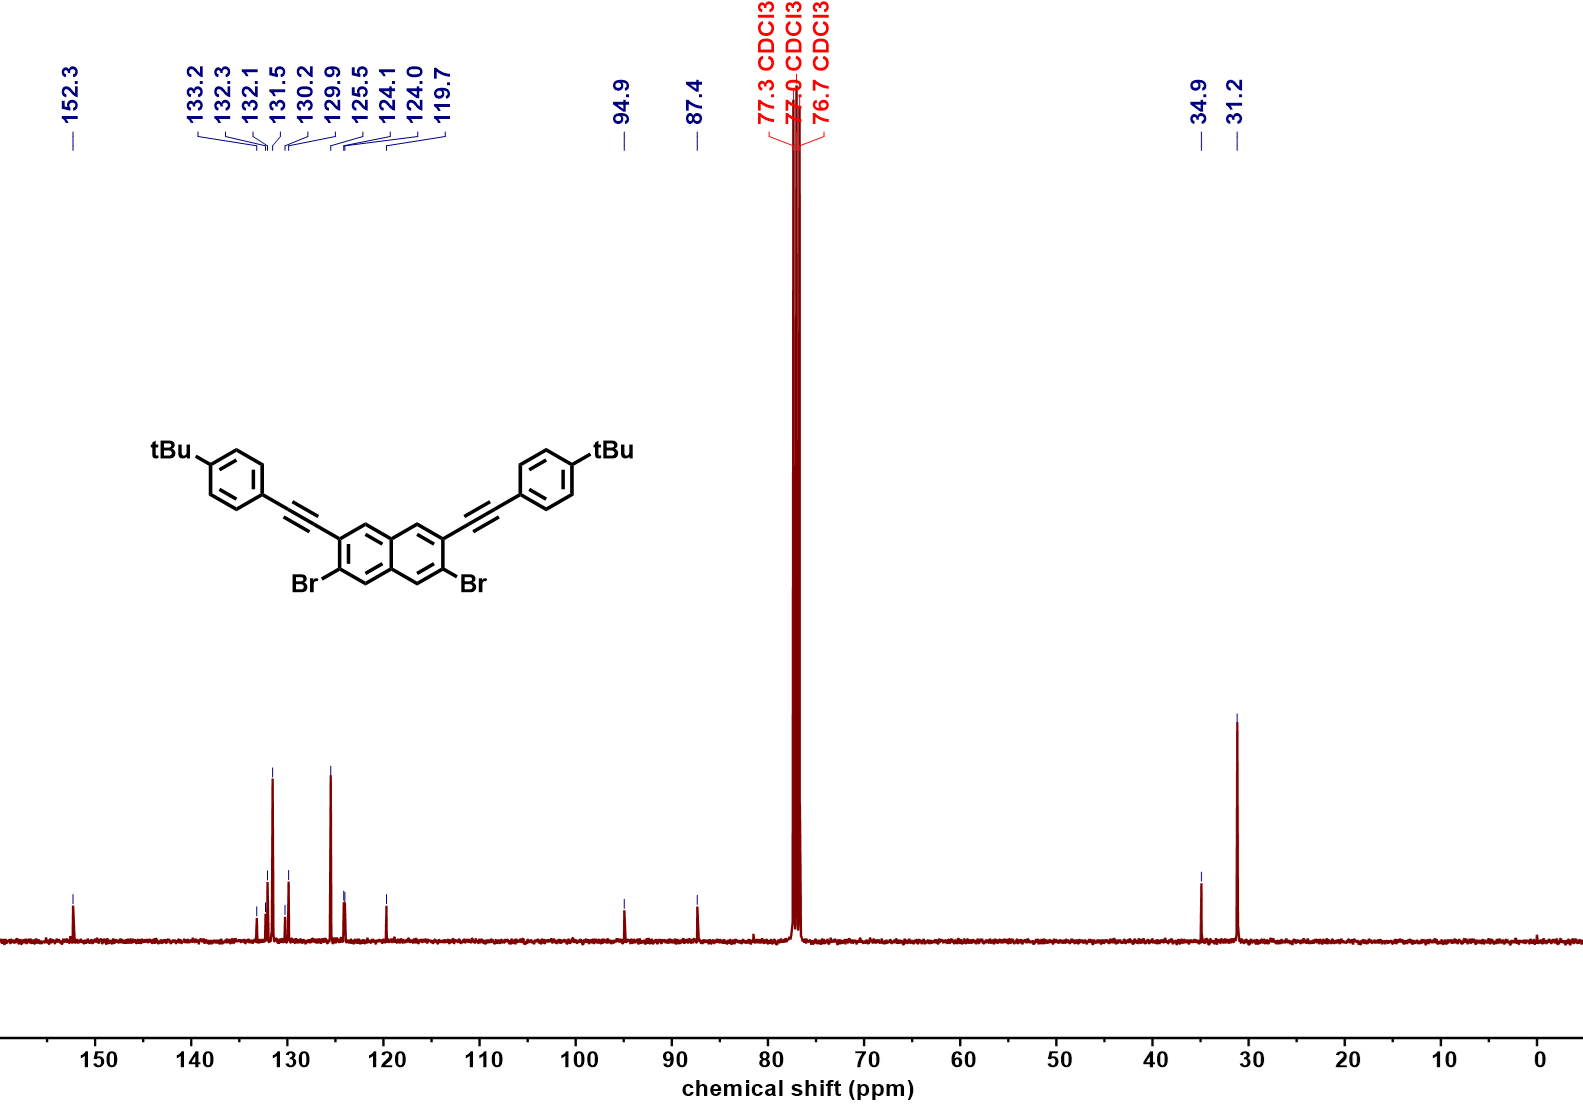 152.3
133.2
132.3
132.1
131.5
130.2
129.9
125.5
124.1
124.0
119.7
94.9
87.4
77.3 CDCl3
77.0 CDCl3
76.7 CDCl3
34.9
31.2
tBu
tBu
Br
Br
150 140 130 120 110 100 90 80 70 60 50 40 30 20 10 0
chemical shift (ppm)